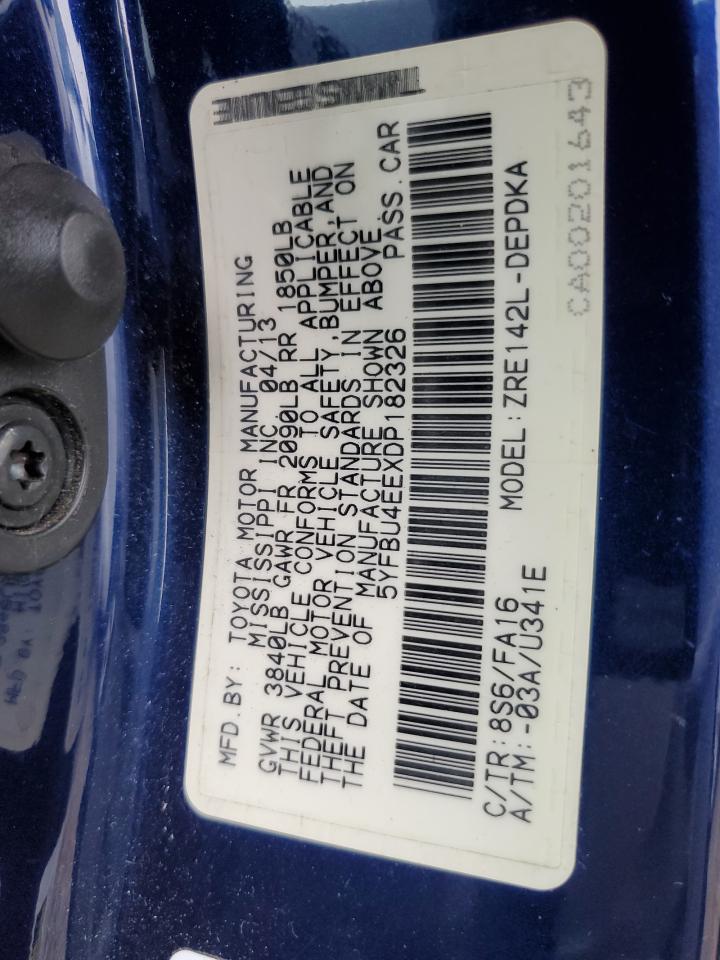 MFD.BY: TOYOTA MOTOR MANUFACTURING
MISSISSIPPI INC 04/13
GVWR 3840LB GAWR FR 2090LB RR 1850LB
THIS VEHICLE CONFORMS TO ALL APPLICABLE
FEDERAL MOTOR VEHICLE SAFETY,BUMPER,AND
THEFT PREVENTION STANDARDS IN EFFECT ON
THE DATE OF MANUFACTURE SHOWN ABOVE.
5YFBU4EEXDP182326 PASS.CAR
C/TR:8S6/FA16 MODEL:ZRE142L-DEPDKA
A/TM:-03A/U341E
CA00201643